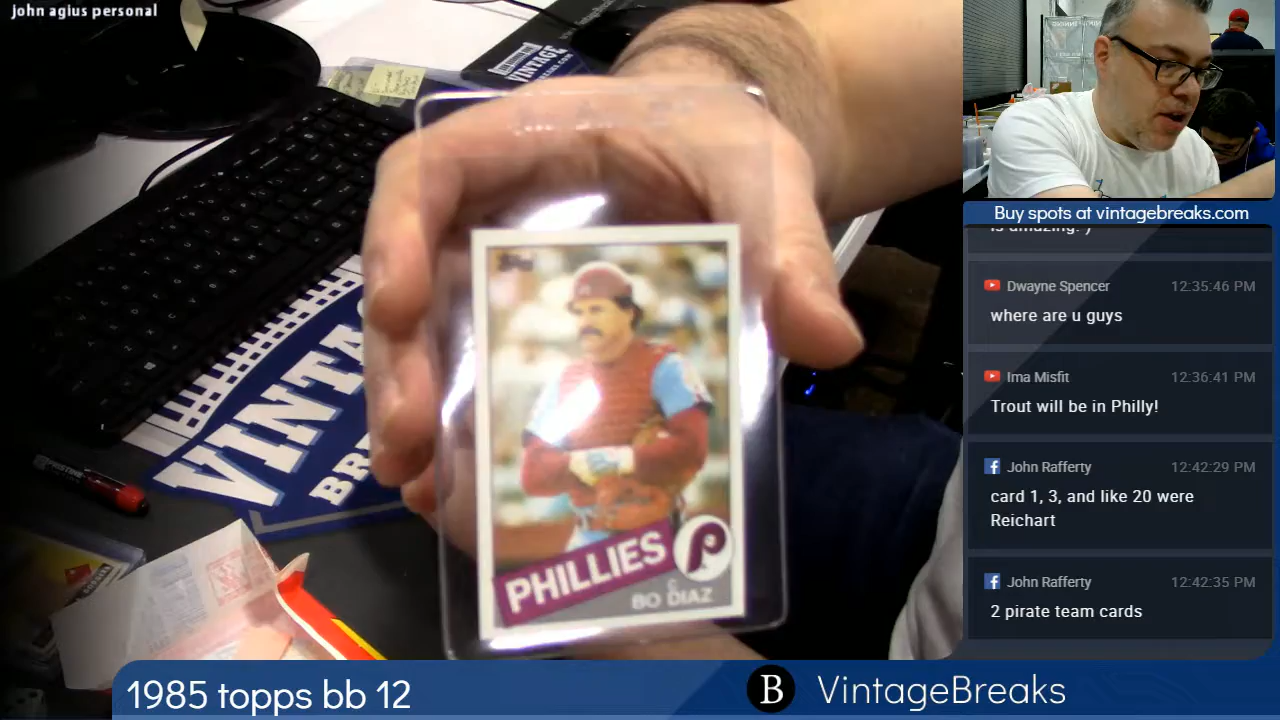 john agius personal
VINTAGE
PHILLIES
P
C
BO DIAZ
Buy spots at vintagebreaks.com
is amazing! )
Dwayne Spencer
12:35:46 PM
where are u guys
Ima Misfit
12:36:41 PM
Trout will be in Philly!
John Rafferty
12:42:29 PM
card 1, 3, and like 20 were
Reichart
John Rafferty
12:42:35 PM
2 pirate team cards
1985 topps bb 12
B
VintageBreaks